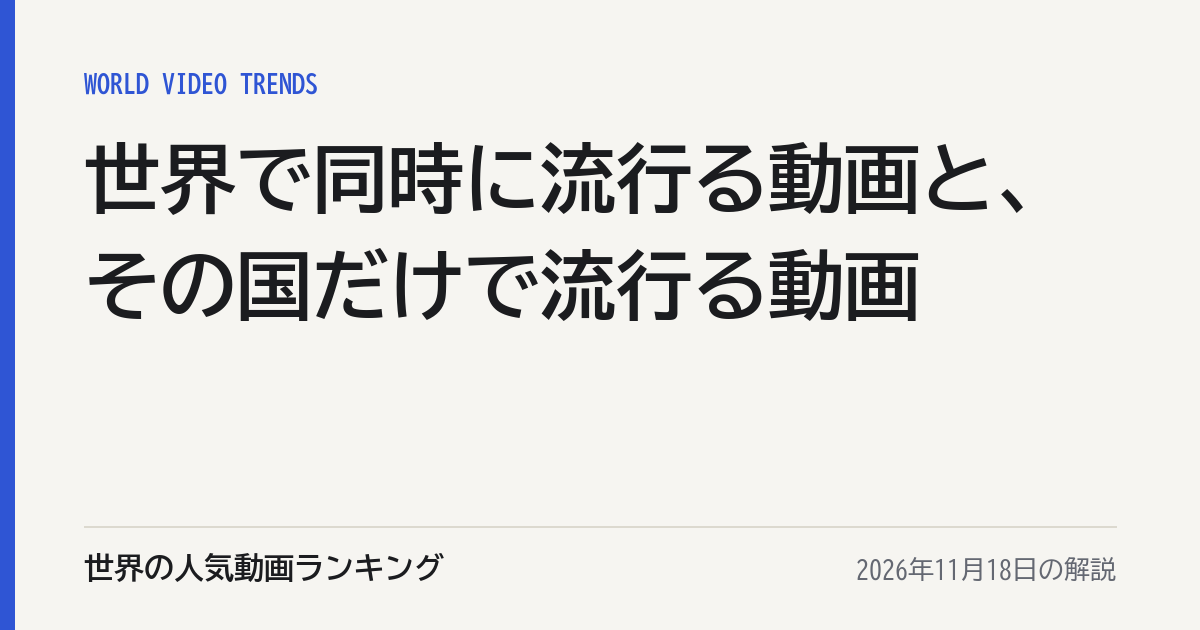 WORLD VIDEO TRENDS
世界で同時に流行る動画と、
その国だけで流行る動画
世界の人気動画ランキング
2026年11月18日の解説